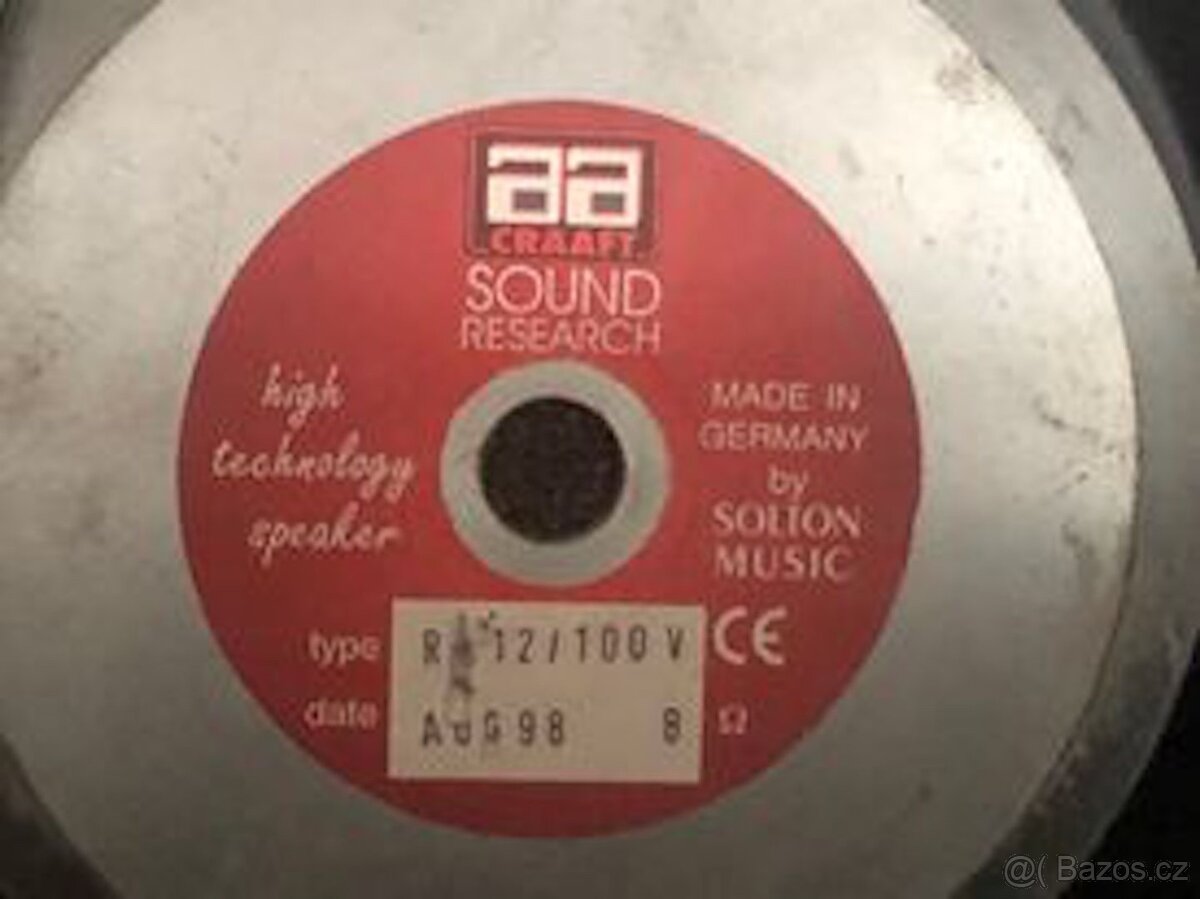 aa
CRAAFT
SOUND
RESEARCH
high
technology
speaker
MADE IN
GERMANY
by
SOLTON
MUSIC
type
R 12/100 V
CE
date
AUG98 8 Ω
@( Bazos.cz